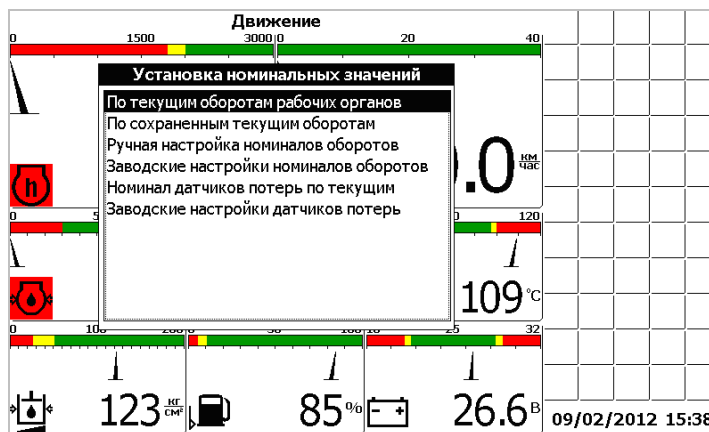 Движение
0 1500 3000 0 20 40
Установка номинальных значений
По текущим оборотам рабочих органов
По сохраненным текущим оборотам
Ручная настройка номиналов оборотов
Заводские настройки номиналов оборотов
Номинал датчиков потерь по текущим
Заводские настройки датчиков потерь
.0 км час
h
0 5 120
109 °C
0 100 200 50 100 16 25 32
123 кг см² 85 % - + 26.6 В
09/02/2012 15:38